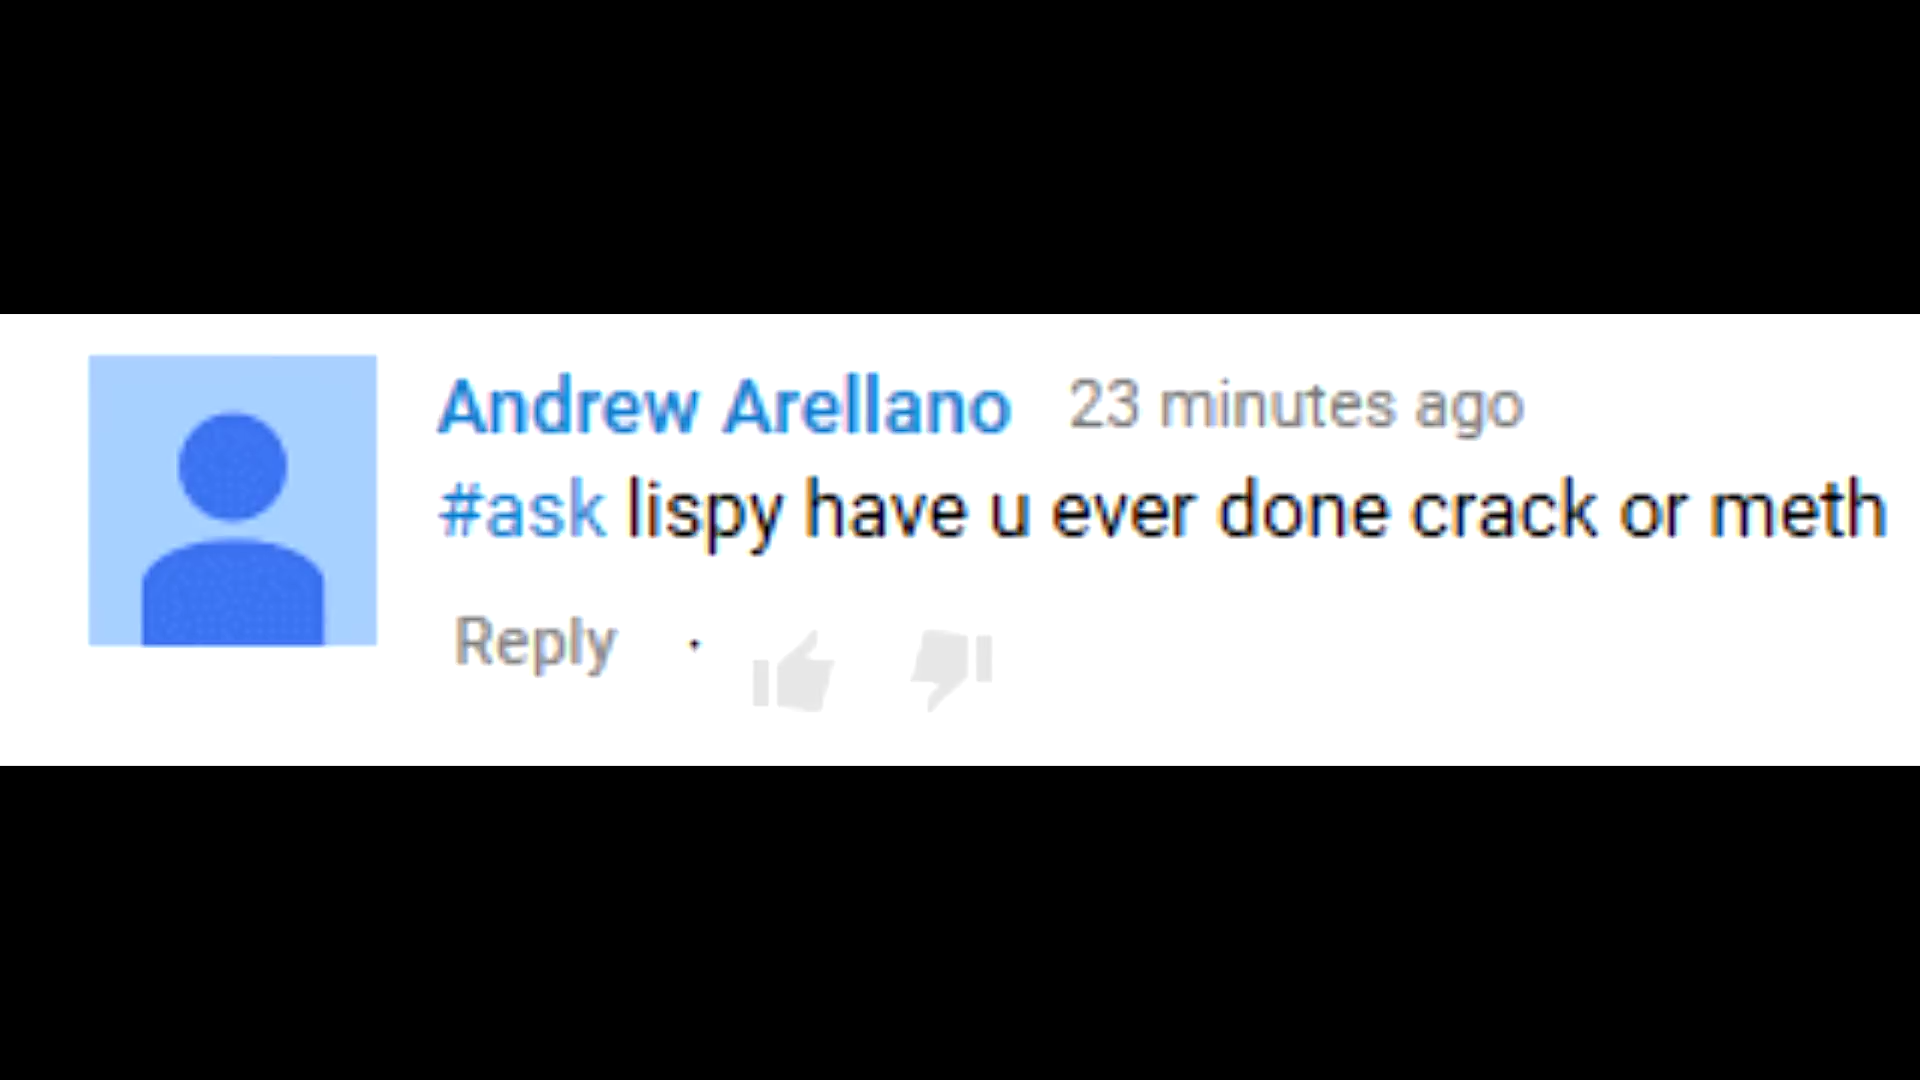 Andrew Arellano 23 minutes ago
#ask lispy have u ever done crack or meth
Reply ·